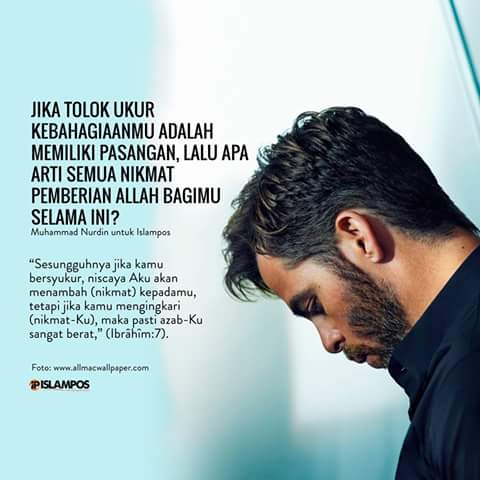 JIKA TOLOK UKUR
KEBAHAGIAANMU ADALAH
MEMILIKI PASANGAN, LALU APA
ARTI SEMUA NIKMAT
PEMBERIAN ALLAH BAGIMU
SELAMA INI?
Muhammad Nurdin untuk Islampos
“Sesungguhnya jika kamu
bersyukur, niscaya Aku akan
menambah (nikmat) kepadamu,
tetapi jika kamu mengingkari
(nikmat-Ku), maka pasti azab-Ku
sangat berat,” (Ibrâhîm:7).
Foto: www.allmacwallpaper.com
IP ISLAMPOS